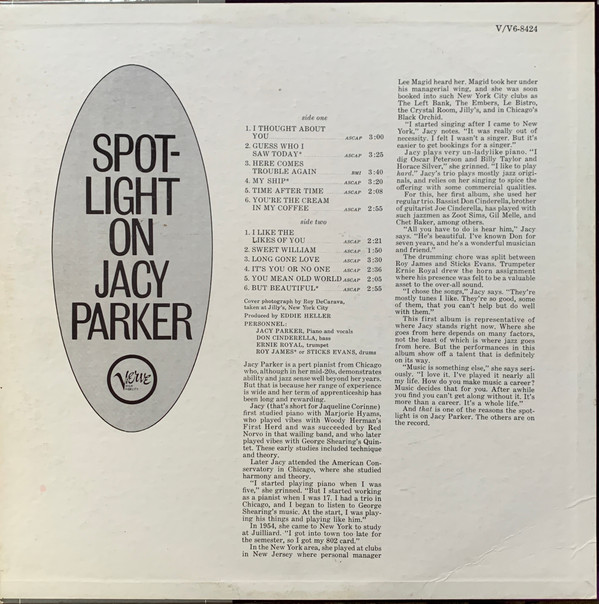 V/V6-8424
SPOT-
LIGHT
ON
JACY
PARKER
Verve
side one
1. I THOUGHT ABOUT
YOU ASCAP 3:00
2. GUESS WHO I
SAW TODAY* ASCAP 3:25
3. HERE COMES
TROUBLE AGAIN BMI 3:40
4. MY SHIP* ASCAP 3:20
5. TIME AFTER TIME ASCAP 2:08
6. YOU'RE THE CREAM
IN MY COFFEE ASCAP 2:55
side two
1. I LIKE THE
LIKES OF YOU ASCAP 2:21
2. SWEET WILLIAM ASCAP 1:50
3. LONG GONE LOVE ASCAP 3:30
4. IT'S YOU OR NO ONE ASCAP 2:36
5. YOU MEAN OLD WORLD ASCAP 2:05
6. BUT BEAUTIFUL* ASCAP 2:55
Cover photograph by Roy DeCarava,
taken at Jilly's, New York City
Produced by EDDIE HELLER
PERSONNEL:
JACY PARKER, Piano and vocals
DON CINDERELLA, bass
ERNIE ROYAL, trumpet
ROY JAMES* or STICKS EVANS, drums
Jacy Parker is a pert pianist from Chicago
who, although in her mid-20s, demonstrates
ability and jazz sense well beyond her years.
But that is because her range of experience
is wide and her term of apprenticeship has
been long and rewarding.
Jacy (that's short for Jaqueline Corinne)
first studied piano with Marjorie Hyams,
who played vibes with Woody Herman's
First Herd and was succeeded by Red
Norvo in that wailing band, and who later
played vibes with George Shearing's Quin-
tet. These early studies included technique
and theory.
Later Jacy attended the American Con-
servatory in Chicago, where she studied
harmony and theory.
"I started playing piano when I was
five," she grinned. "But I started working
as a pianist when I was 17. I had a trio in
Chicago, and I began to listen to George
Shearing's music. At the start, I was play-
ing his things and playing like him."
In 1954, she came to New York to study
at Juilliard. "I got into town too late for
the semester, so I got my 802 card."
In the New York area, she played at clubs
in New Jersey where personal manager
Lee Magid heard her. Magid took her under
his managerial wing, and she was soon
booked into such New York City clubs as
The Left Bank, The Embers, Le Bistro,
the Crystal Room, Jilly's, and in Chicago's
Black Orchid.
"I started singing after I came to New
York," Jacy notes. "It was really out of
necessity. I felt I wasn't a singer. But it's
easier to get bookings for a singer."
Jacy plays very un-ladylike piano. "I
dig Oscar Peterson and Billy Taylor and
Horace Silver," she grinned. "I like to play
hard." Jacy's trio plays mostly jazz origi-
nals, and relies on her singing to spice the
offering with some commercial qualities.
For this, her first album, she used her
regular trio. Bassist Don Cinderella, brother
of guitarist Joe Cinderella, has played with
such jazzmen as Zoot Sims, Gil Melle, and
Chet Baker, among others.
"All you have to do is hear him," Jacy
says. "He's beautiful. I've known Don for
seven years, and he's a wonderful musician
and friend."
The drumming chore was split between
Roy James and Sticks Evans. Trumpeter
Ernie Royal drew the horn assignment
where his presence was felt to be a valuable
asset to the over-all sound.
"I chose the songs," Jacy says. "They're
mostly tunes I like. They're so good, some
of them, that you can't help but do well
with them."
This first album is representative of
where Jacy stands right now. Where she
goes from here depends on many factors,
not the least of which is where jazz goes
from here. But the performances in this
album show off a talent that is definitely
on its way.
"Music is something else," she says seri-
ously. "I love it. I've played it nearly all
my life. How do you make music a career?
Music decides that for you. After awhile
you find you can't get along without it. It's
more than a career. It's a whole life."
And that is one of the reasons the spot-
light is on Jacy Parker. The others are on
the record.